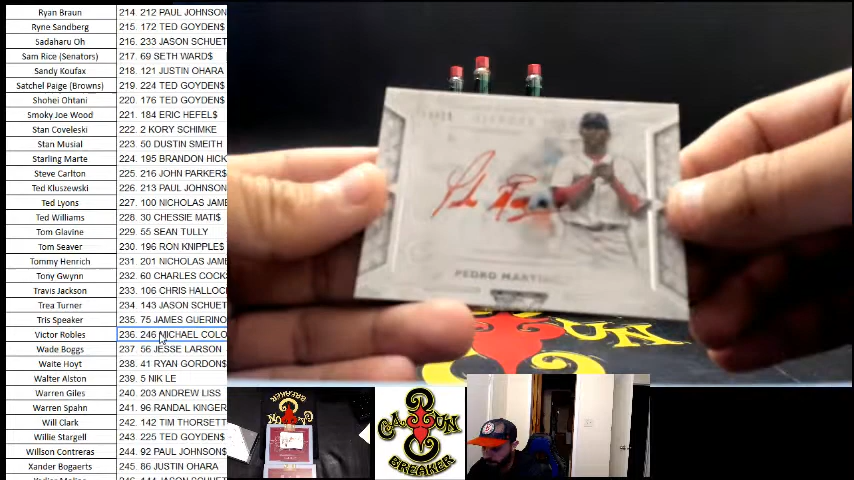 Ryan Braun 214. 212 PAUL JOHNSON
Ryne Sandberg 215. 172 TED GOYDEN$
Sadaharu Oh 216. 233 JASON SCHUET
Sam Rice (Senators) 217. 69 SETH WARD$
Sandy Koufax 218. 121 JUSTIN OHARA
Satchel Paige (Browns) 219. 224 TED GOYDEN$
Shohei Ohtani 220. 176 TED GOYDEN$
Smoky Joe Wood 221. 184 ERIC HEFEL$
Stan Coveleski 222. 2 KORY SCHIMKE
Stan Musial 223. 50 DUSTIN SMEITH
Starling Marte 224. 195 BRANDON HICK
Steve Carlton 225. 216 JOHN PARKER$
Ted Kluszewski 226. 213 PAUL JOHNSON
Ted Lyons 227. 100 NICHOLAS JAME
Ted Williams 228. 30 CHESSIE MATI$
Tom Glavine 229. 55 SEAN TULLY
Tom Seaver 230. 196 RON KNIPPLE$
Tommy Henrich 231. 201 NICHOLAS JAME
Tony Gwynn 232. 60 CHARLES COCK
Travis Jackson 233. 106 CHRIS HALLOC
Trea Turner 234. 143 JASON SCHUET
Tris Speaker 235. 75 JAMES GUERINO
Victor Robles 236. 246 MICHAEL COLO
Wade Boggs 237. 56 JESSE LARSON
Waite Hoyt 238. 41 RYAN GORDON$
Walter Alston 239. 5 NIK LE
Warren Giles 240. 203 ANDREW LISS
Warren Spahn 241. 96 RANDAL KINGER
Will Clark 242. 142 TIM THORSETT
Willie Stargell 243. 225 TED GOYDEN$
Willson Contreras 244. 92 PAUL JOHNSON$
Xander Bogaerts 245. 86 JUSTIN OHARA
PEDRO MARTIN
CAJUN
BREAKER